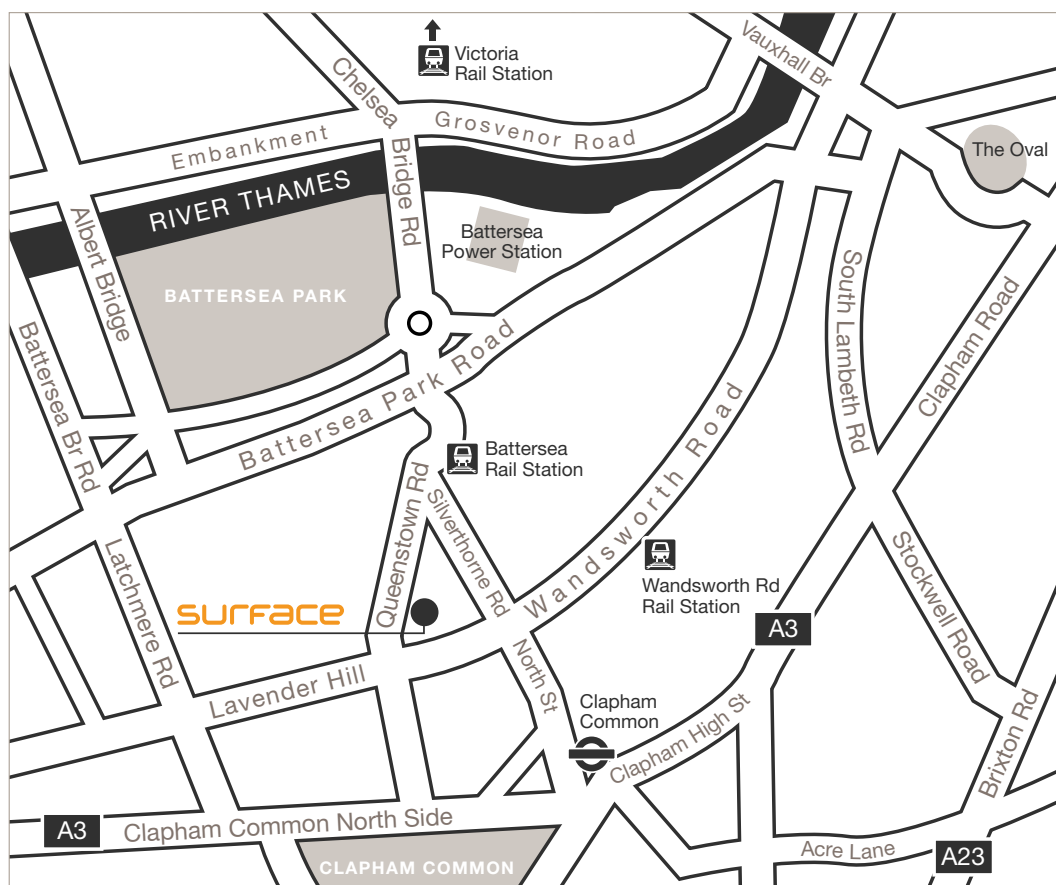 Victoria
Rail Station
Vauxhall Br
Chelsea
Bridge Rd
Embankment
Grosvenor Road
The Oval
RIVER THAMES
Albert Bridge
Battersea
Power Station
BATTERSEA PARK
South Lambeth Rd
Clapham Road
Battersea Br Rd
Battersea Park Road
Battersea
Rail Station
Queenstown Rd
Silverthorne Rd
Wandsworth Road
Latchmere Rd
Wandsworth Rd
Rail Station
Stockwell Road
surface
A3
North St
Lavender Hill
Clapham
Common
Clapham High St
Brixton Rd
A3
Clapham Common North Side
CLAPHAM COMMON
Acre Lane
A23